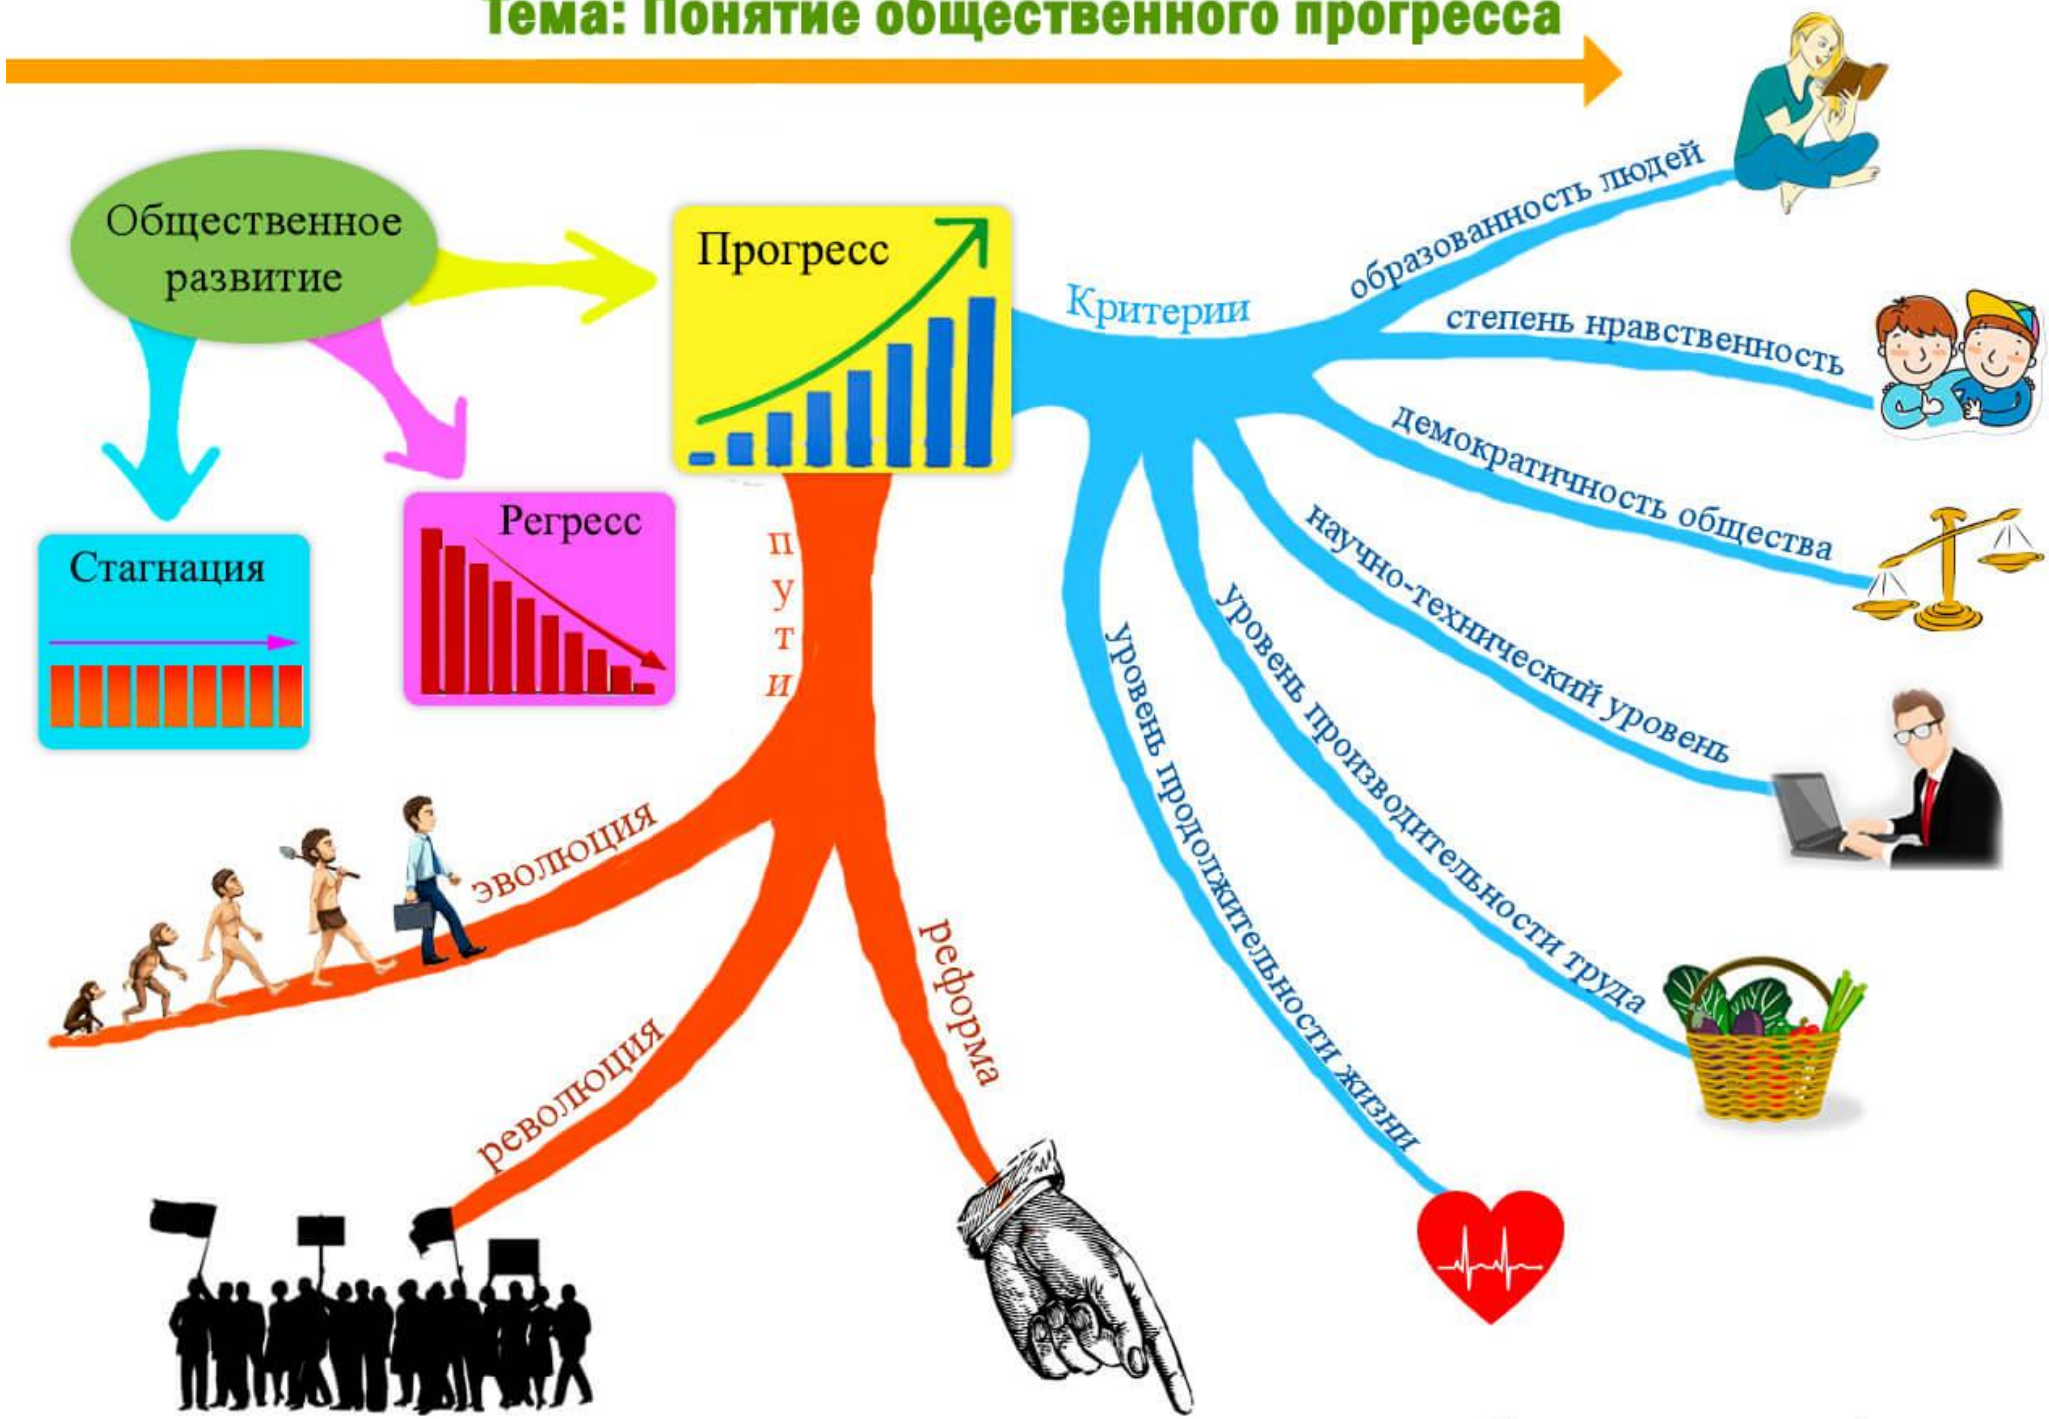 Тема: Понятие общественного прогресса
Общественное
развитие
Прогресс
Регресс
Стагнация
Критерии
образованность людей
степень нравственность
демократичность общества
научно-технический уровень
уровень производительности труда
уровень продолжительности жизни
пути
эволюция
революция
реформа